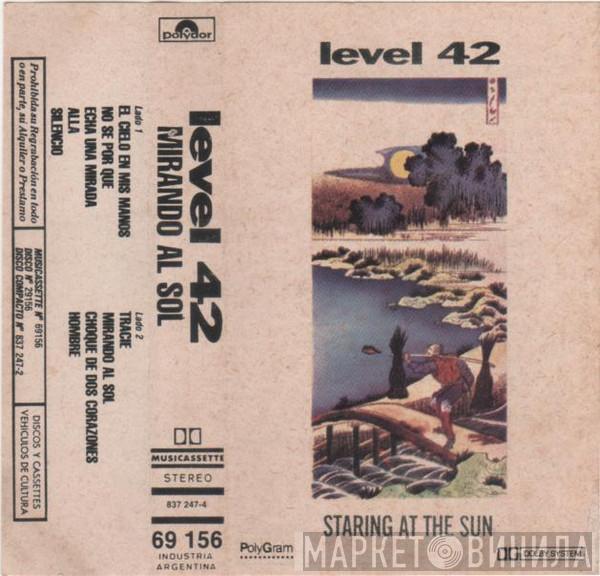 Prohibida su Regrabación en todo
o en parte, su Alquiler o Préstamo
MUSICASSETTE Nº 69156
DISCO Nº 29156
DISCO COMPACTO Nº 837 247-2
DISCOS Y CASSETTES
VEHICULOS DE CULTURA
Lado 1
EL CIELO EN MIS MANOS
NO SE POR QUE
ECHA UNA MIRADA
ALLA
SILENCIO
Lado 2
TRACIE
MIRANDO AL SOL
CHOQUE DE DOS CORAZONES
HOMBRE
polydor
level 42
MIRANDO AL SOL
MUSICASSETTE
STEREO
837 247-4
69 156
INDUSTRIA
ARGENTINA
level 42
STARING AT THE SUN
PolyGram
DOLBY SYSTEM
МАРКЕТ ВИНИЛА